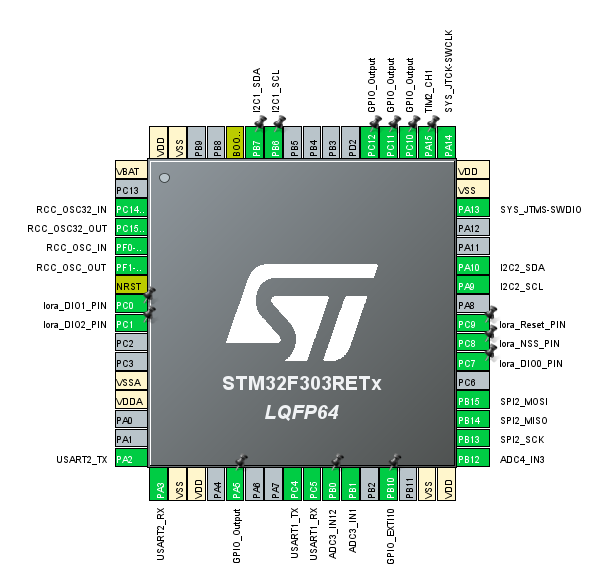 I2C1_SDA
I2C1_SCL
GPIO_Output
GPIO_Output
GPIO_Output
TIM2_CH1
SYS_JTCK-SWCLK
VDD
VSS
PB9
PB8
BOO..
PB7
PB6
PB5
PB4
PB3
PD2
PC12
PC11
PC10
PA15
PA14
VBAT
VDD
PC13
VSS
RCC_OSC32_IN PC14..
PA13 SYS_JTMS-SWDIO
RCC_OSC32_OUT PC15..
PA12
RCC_OSC_IN PF0-..
PA11
RCC_OSC_OUT PF1-..
PA10 I2C2_SDA
NRST
PA9 I2C2_SCL
lora_DIO1_PIN PC0
PA8
lora_DIO2_PIN PC1
PC9 lora_Reset_PIN
PC2
PC8 lora_NSS_PIN
PC3
PC7 lora_DIO0_PIN
VSSA
PC6
VDDA
PB15 SPI2_MOSI
PA0
PB14 SPI2_MISO
PA1
PB13 SPI2_SCK
USART2_TX PA2
PB12 ADC4_IN3
ST
STM32F303RETx
LQFP64
PA3
VSS
VDD
PA4
PA5
PA6
PA7
PC4
PC5
PB0
PB1
PB2
PB10
PB11
VSS
VDD
USART2_RX
GPIO_Output
USART1_TX
USART1_RX
ADC3_IN12
ADC3_IN1
GPIO_EXTI10